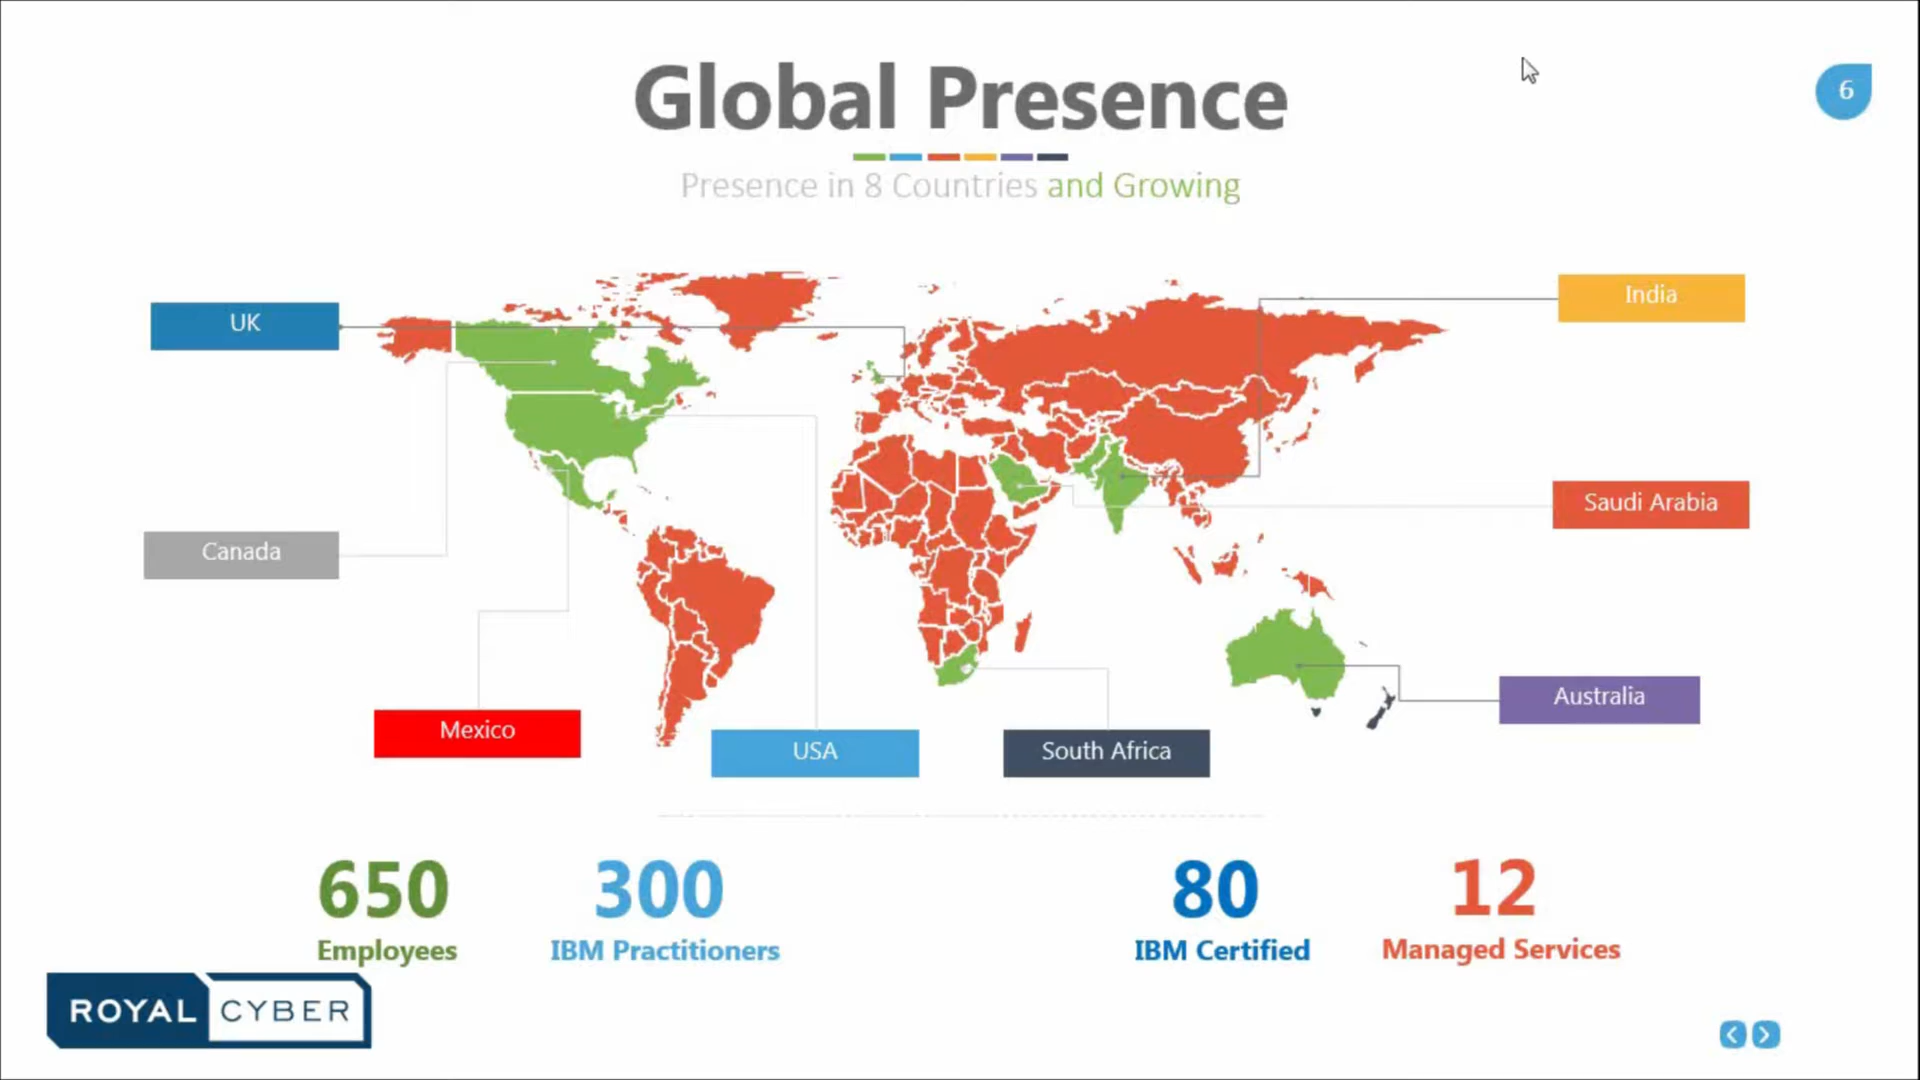 Global Presence
6
Presence in 8 Countries and Growing
UK
India
Saudi Arabia
Canada
Australia
Mexico
USA
South Africa
650
Employees
300
IBM Practitioners
80
IBM Certified
12
Managed Services
ROYAL CYBER